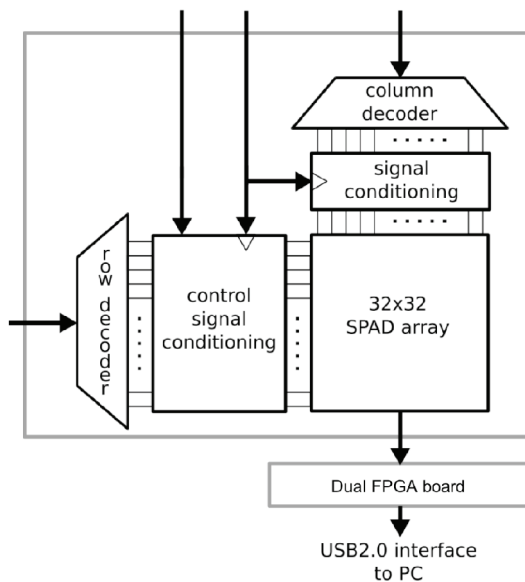 column
decoder
signal
conditioning
row decoder
control
signal
conditioning
32x32
SPAD array
Dual FPGA board
USB2.0 interface
to PC